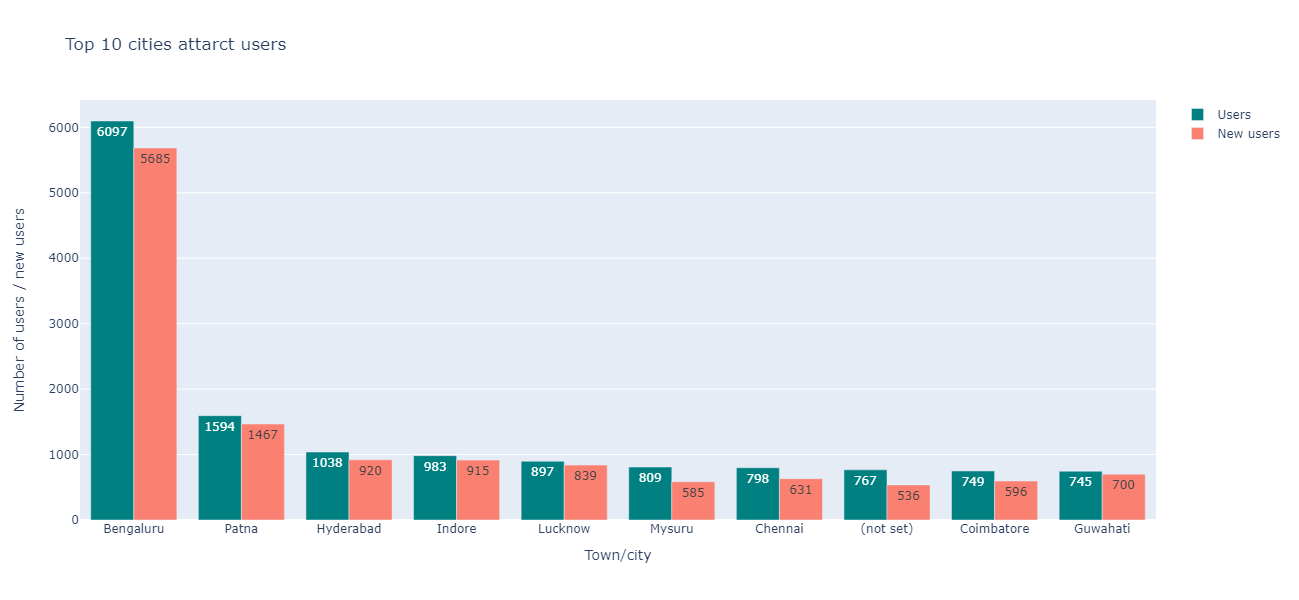 Top 10 cities attarct users
Users
New users
Number of users / new users
6000
5000
4000
3000
2000
1000
0
6097
5685
1594
1467
1038
920
983
915
897
839
809
585
798
631
767
536
749
596
745
700
Bengaluru
Patna
Hyderabad
Indore
Lucknow
Mysuru
Chennai
(not set)
Coimbatore
Guwahati
Town/city